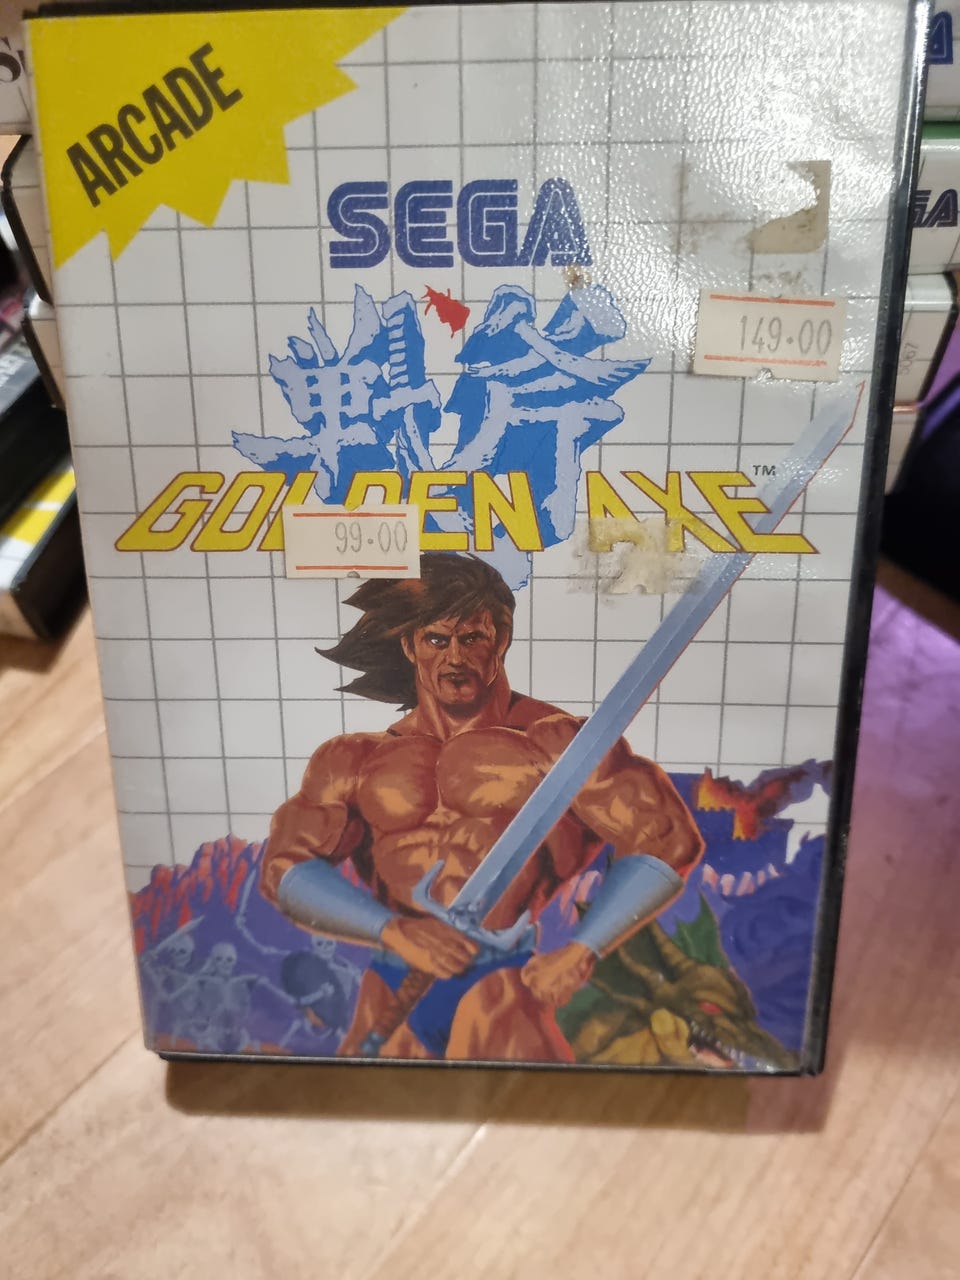 ARCADE
SEGA
149.00
戦斧
GOLDEN AXE™
99.00